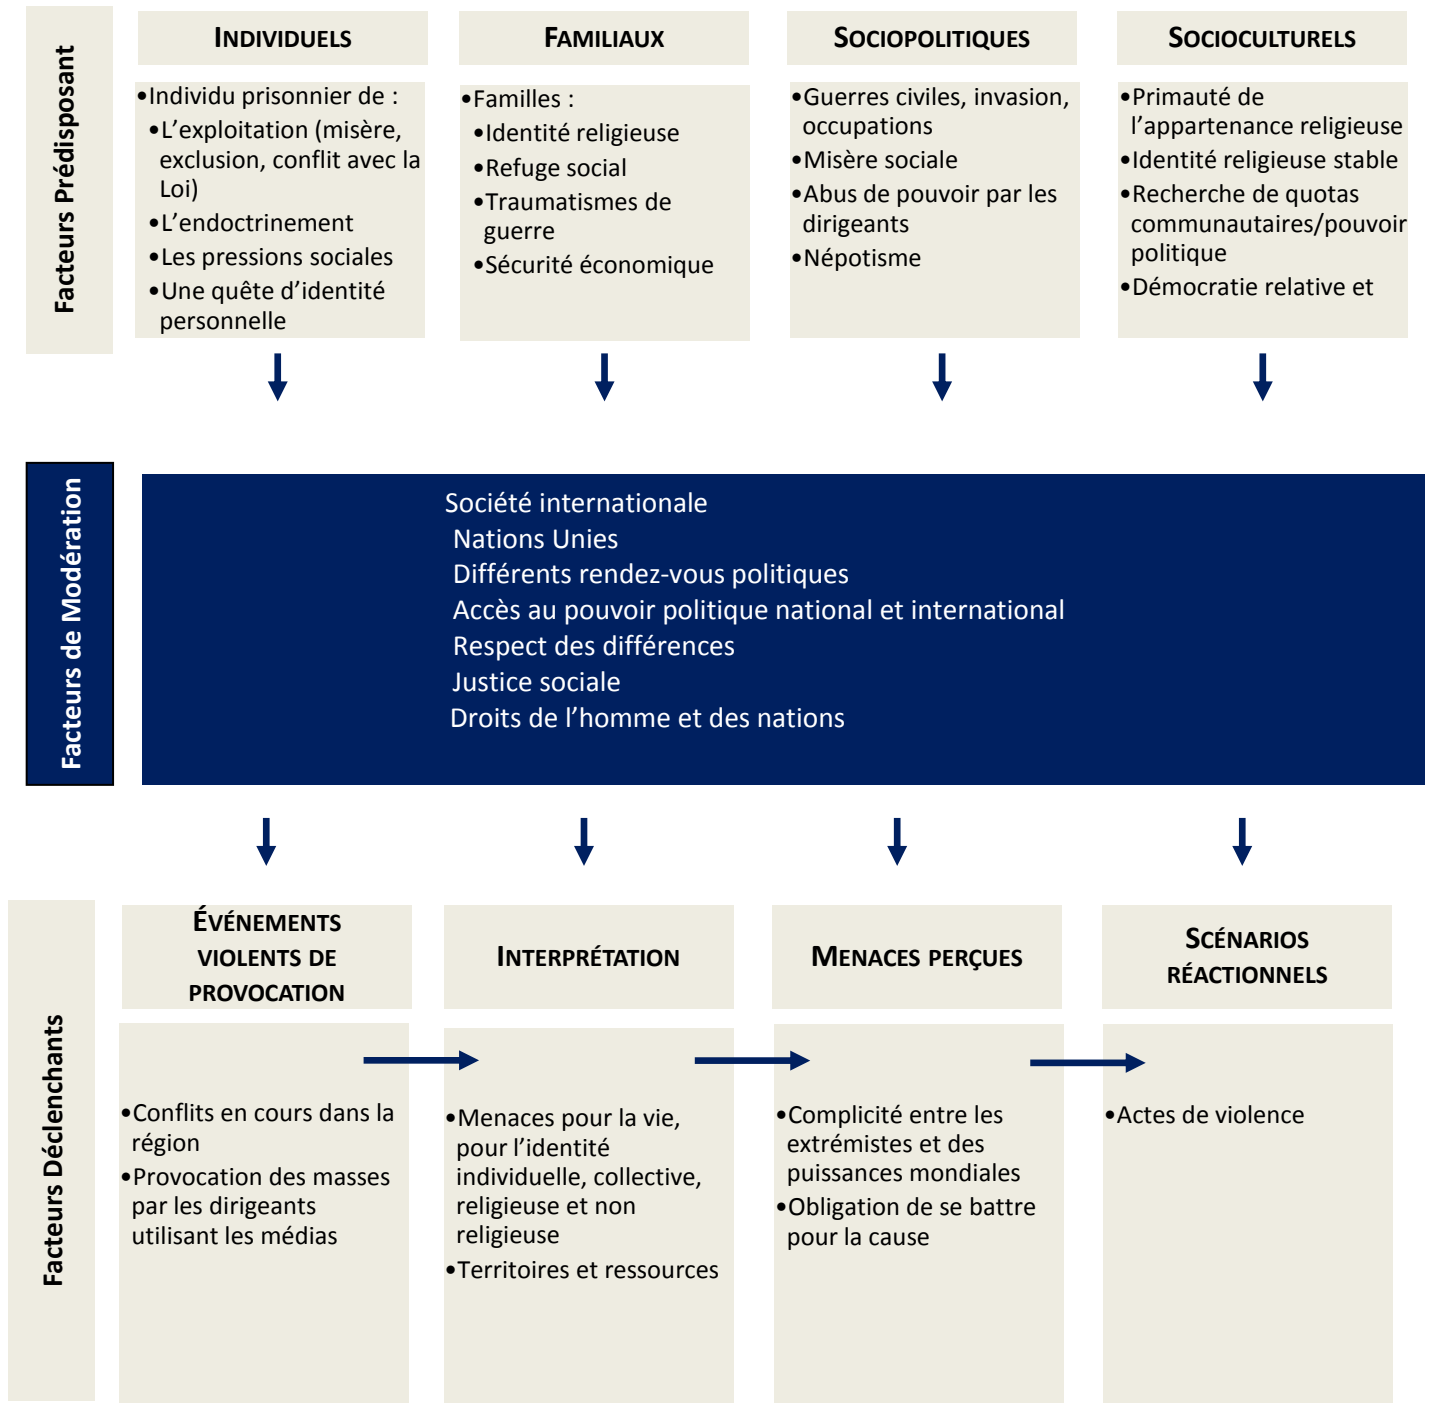 Facteurs Prédisposant
INDIVIDUELS
•Individu prisonnier de :
•L’exploitation (misère,
exclusion, conflit avec la
Loi)
•L’endoctrinement
•Les pressions sociales
•Une quête d’identité
personnelle
FAMILIAUX
•Familles :
•Identité religieuse
•Refuge social
•Traumatismes de
guerre
•Sécurité économique
SOCIOPOLITIQUES
•Guerres civiles, invasion,
occupations
•Misère sociale
•Abus de pouvoir par les
dirigeants
•Népotisme
SOCIOCULTURELS
•Primauté de
l’appartenance religieuse
•Identité religieuse stable
•Recherche de quotas
communautaires/pouvoir
politique
•Démocratie relative et
Facteurs de Modération
Société internationale
Nations Unies
Différents rendez-vous politiques
Accès au pouvoir politique national et international
Respect des différences
Justice sociale
Droits de l’homme et des nations
Facteurs Déclenchants
ÉVÉNEMENTS
VIOLENTS DE
PROVOCATION
•Conflits en cours dans la
région
•Provocation des masses
par les dirigeants
utilisant les médias
INTERPRÉTATION
•Menaces pour la vie,
pour l’identité
individuelle, collective,
religieuse et non
religieuse
•Territoires et ressources
MENACES PERÇUES
•Complicité entre les
extrémistes et des
puissances mondiales
•Obligation de se battre
pour la cause
SCÉNARIOS
RÉACTIONNELS
•Actes de violence